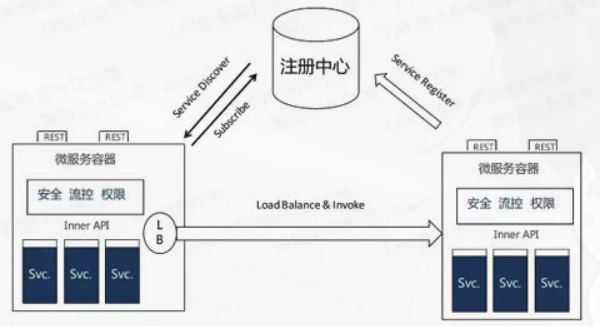 注册中心
Service Discover
Subscribe
Service Register
REST
REST
微服务容器
安全 流控 权限
Inner API
Svc.
Svc.
Svc.
L
B
Load Balance & Invoke
REST
REST
微服务容器
安全 流控 权限
Inner API
Svc.
Svc.
Svc.